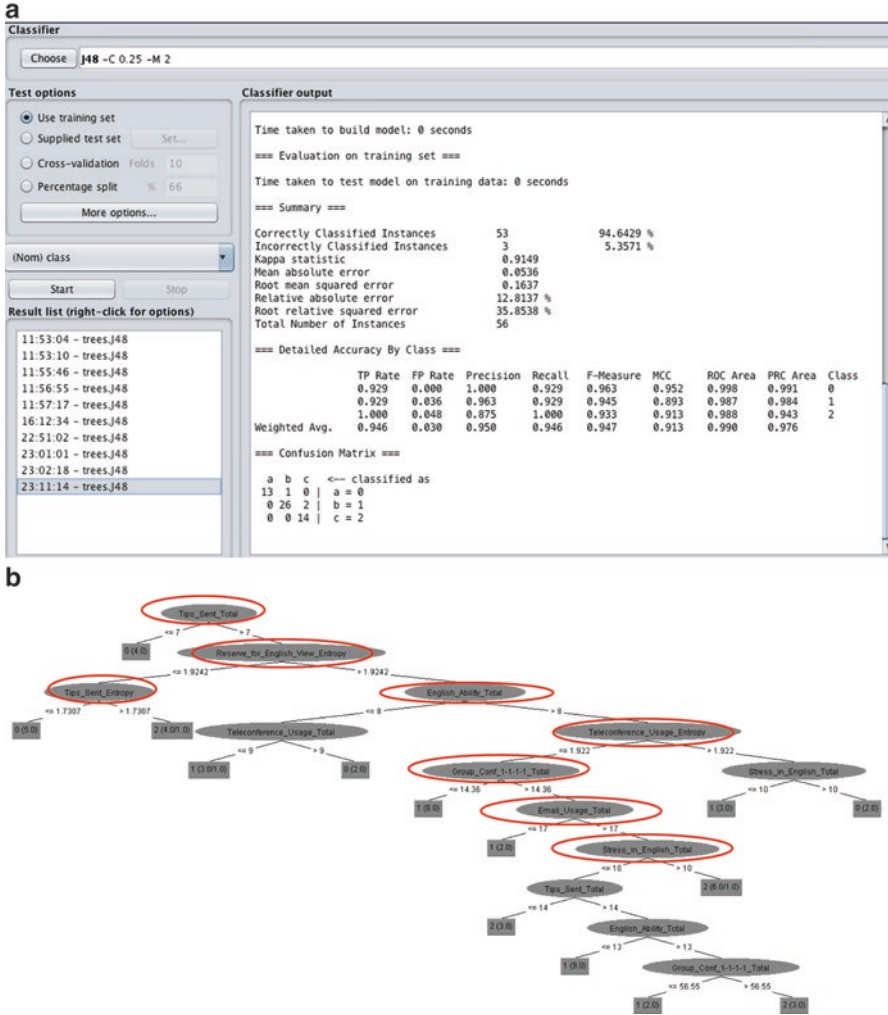 a
Classifier
Choose J48 -C 0.25 -M 2
Test options
Use training set
Supplied test set Set...
Cross-validation Folds 10
Percentage split % 66
More options...
(Nom) class
Start Stop
Result list (right-click for options)
11:53:04 - trees.J48
11:53:10 - trees.J48
11:55:46 - trees.J48
11:56:55 - trees.J48
11:57:17 - trees.J48
16:12:34 - trees.J48
22:51:02 - trees.J48
23:01:01 - trees.J48
23:02:18 - trees.J48
23:11:14 - trees.J48
Classifier output
Time taken to build model: 0 seconds
=== Evaluation on training set ===
Time taken to test model on training data: 0 seconds
=== Summary ===
Correctly Classified Instances 53 94.6429 %
Incorrectly Classified Instances 3 5.3571 %
Kappa statistic 0.9149
Mean absolute error 0.0536
Root mean squared error 0.1637
Relative absolute error 12.8137 %
Root relative squared error 35.8538 %
Total Number of Instances 56
=== Detailed Accuracy By Class ===
TP Rate FP Rate Precision Recall F-Measure MCC ROC Area PRC Area Class
0.929 0.000 1.000 0.929 0.963 0.952 0.998 0.991 0
0.929 0.036 0.963 0.929 0.945 0.893 0.987 0.984 1
1.000 0.048 0.875 1.000 0.933 0.913 0.988 0.943 2
Weighted Avg. 0.946 0.030 0.950 0.946 0.947 0.913 0.990 0.976
=== Confusion Matrix ===
a b c <-- classified as
13 1 0 | a = 0
0 26 2 | b = 1
0 0 14 | c = 2
b
Tips_Sent_Total
<= 7 > 7
0 (4.0) Reserve_for_English_View_Entropy
<= 1.9242 > 1.9242
Tips_Sent_Entropy English_Ability_Total
<= 1.7307 > 1.7307 <= 8 > 8
0 (5.0) 2 (4.0/1.0) Teleconference_Usage_Total Teleconference_Usage_Entropy
<= 9 > 9 <= 1.922 > 1.922
1 (3.0/1.0) 0 (2.0) Group_Conf_1-1-1-1_Total Stress_in_English_Total
<= 14.36 > 14.36 <= 10 > 10
1 (8.0) Email_Usage_Total 1 (3.0) 0 (2.0)
<= 17 > 17
1 (2.0) Stress_in_English_Total
<= 10 > 10
Tips_Sent_Total 2 (6.0/1.0)
<= 14 > 14
2 (3.0) English_Ability_Total
<= 13 > 13
1 (9.0) Group_Conf_1-1-1-1_Total
<= 56.55 > 56.55
1 (2.0) 2 (3.0)